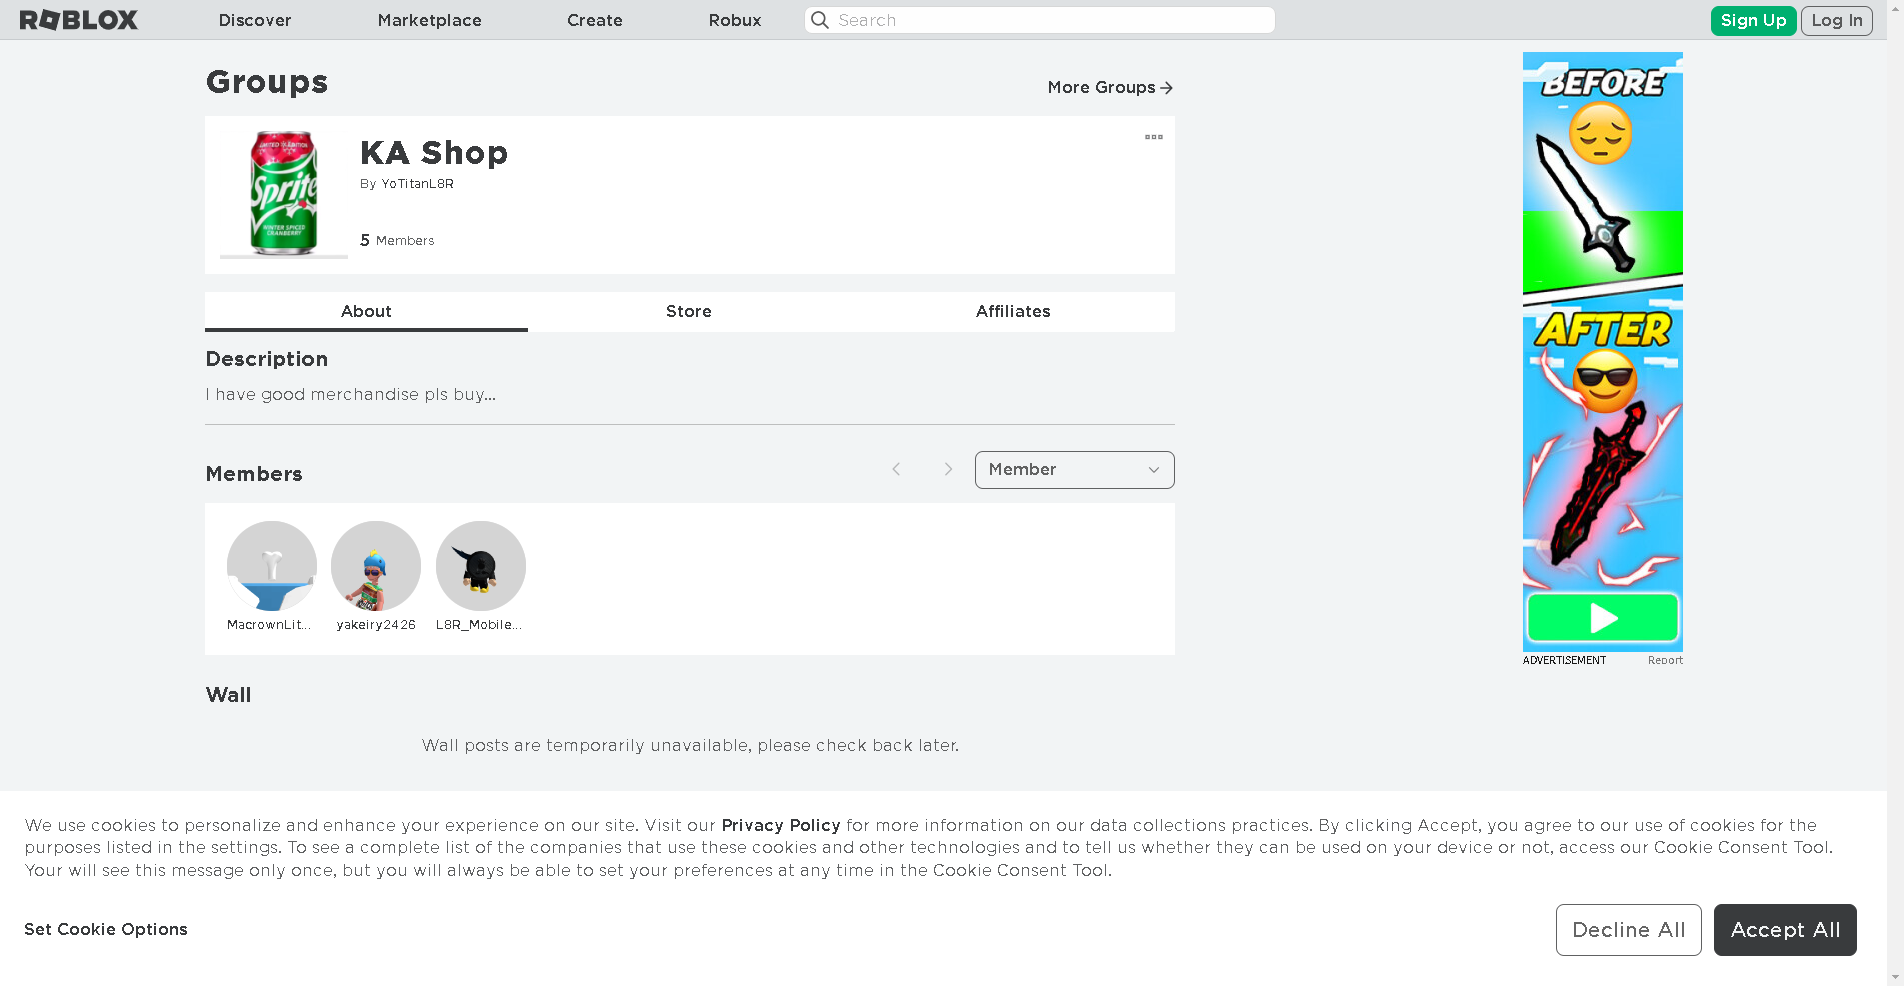 ROBLOX
Discover
Marketplace
Create
Robux
Search
Sign Up
Log In
Groups
More Groups
LIMITED EDITION
Sprite
WINTER SPICED
CRANBERRY
KA Shop
By YoTitanL8R
5 Members
About
Store
Affiliates
Description
I have good merchandise pls buy...
Members
Member
MacrownLit...
yakeiry2426
L8R_Mobile...
Wall
Wall posts are temporarily unavailable, please check back later.
BEFORE
AFTER
ADVERTISEMENT
Report
We use cookies to personalize and enhance your experience on our site. Visit our Privacy Policy for more information on our data collections practices. By clicking Accept, you agree to our use of cookies for the
purposes listed in the settings. To see a complete list of the companies that use these cookies and other technologies and to tell us whether they can be used on your device or not, access our Cookie Consent Tool.
Your will see this message only once, but you will always be able to set your preferences at any time in the Cookie Consent Tool.
Set Cookie Options
Decline All
Accept All